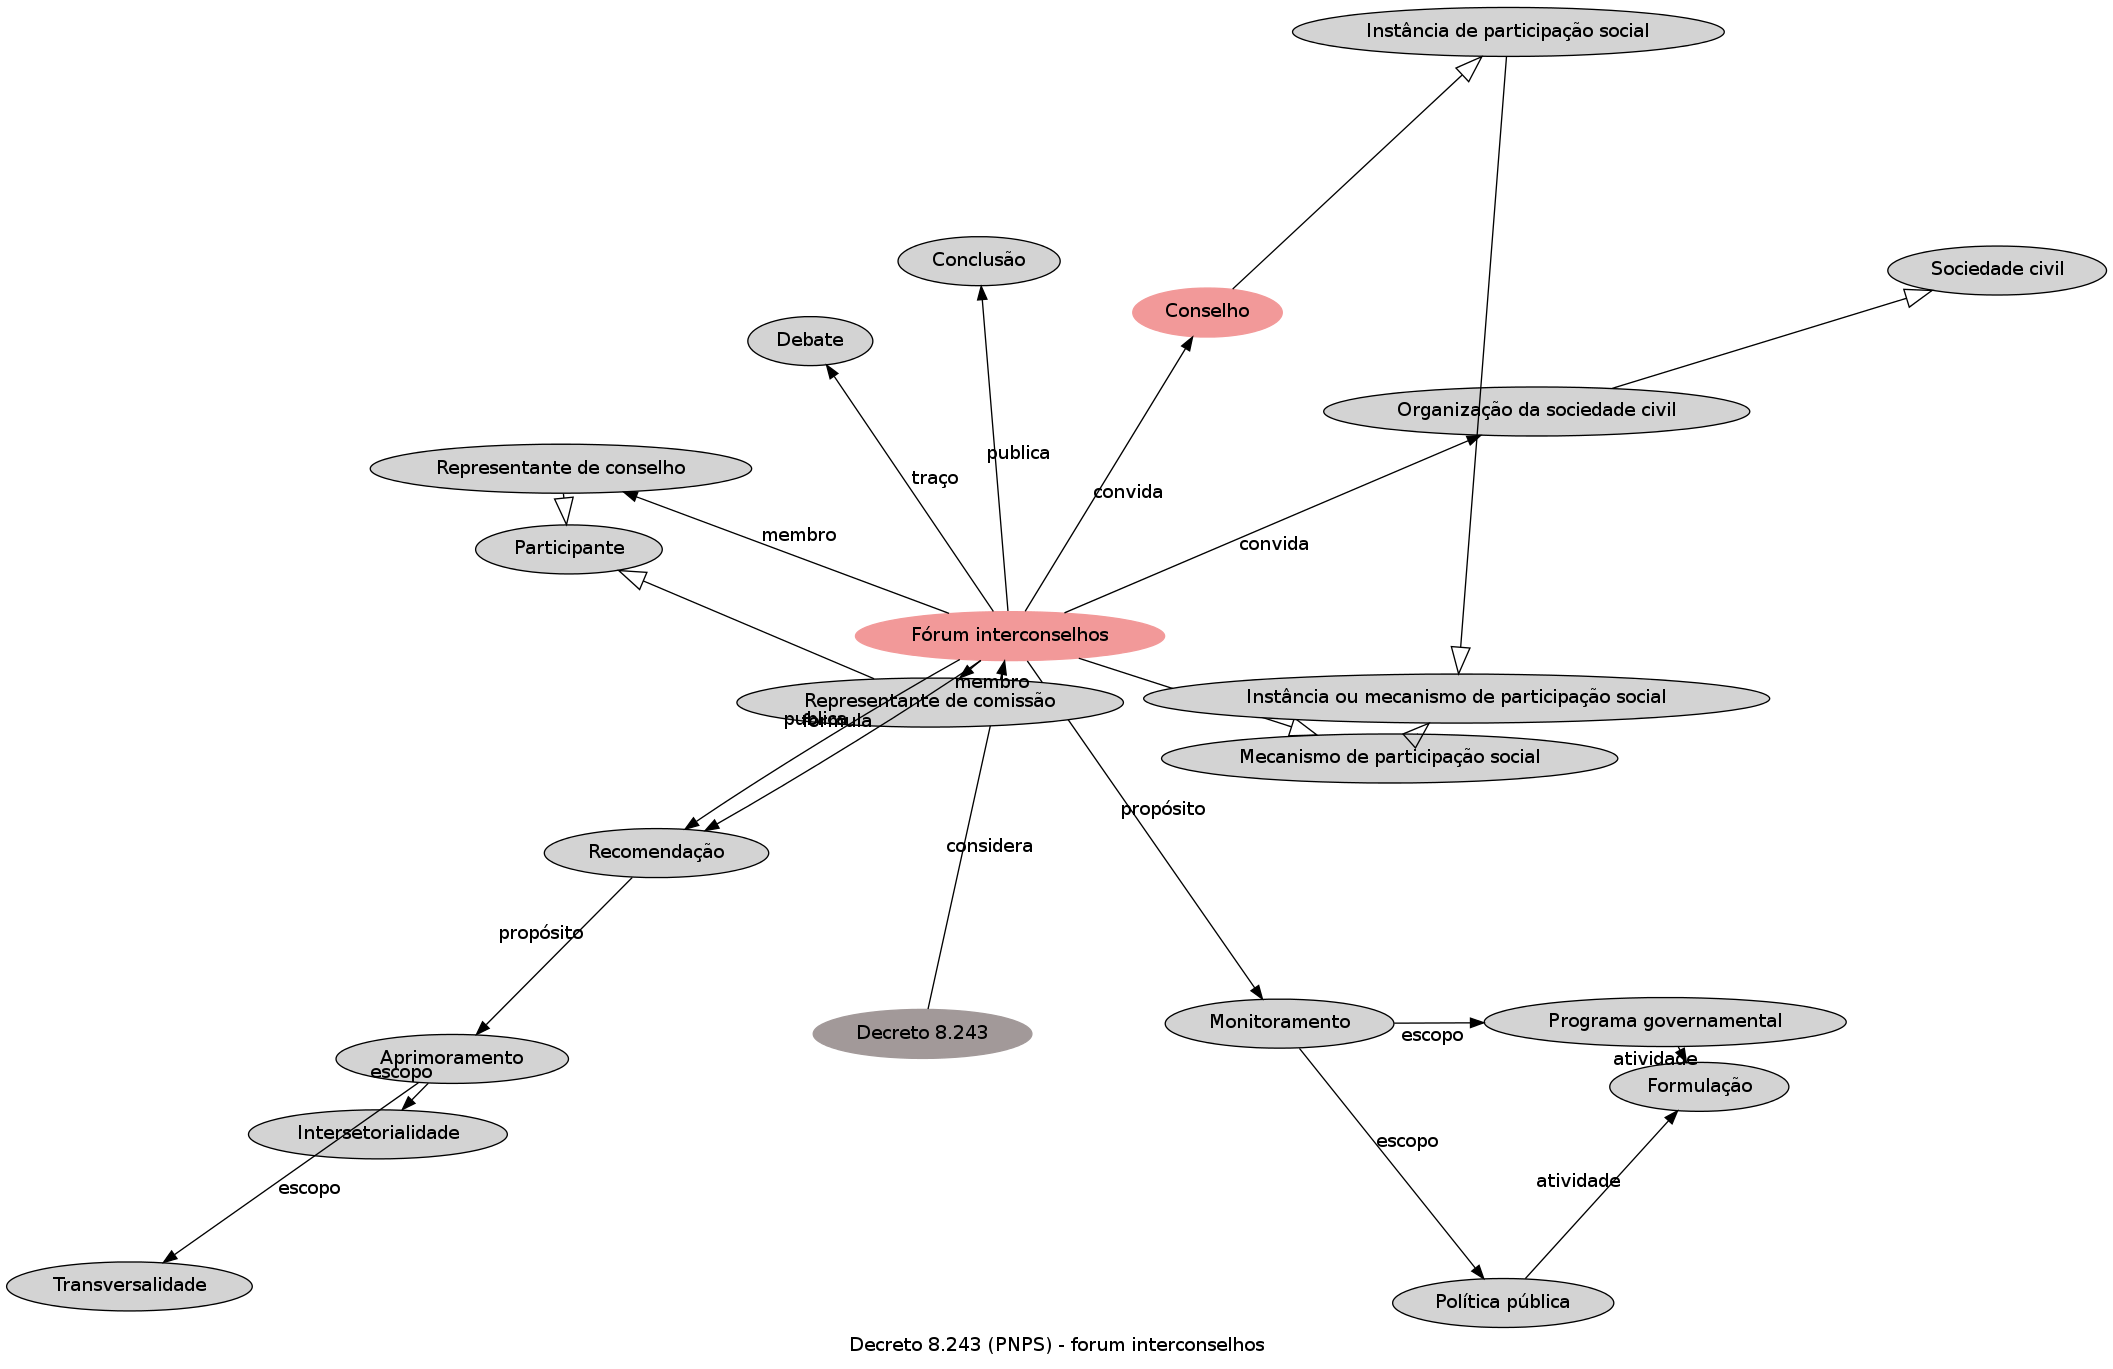 Instância de participação social
Conclusão
Sociedade civil
Conselho
Debate
Organização da sociedade civil
publica
Representante de conselho
traço
convida
membro
convida
Participante
Fórum interconselhos
membro
Representante de comissão
Instância ou mecanismo de participação social
publica
formula
Mecanismo de participação social
propósito
considera
Recomendação
propósito
Monitoramento
Programa governamental
Decreto 8.243
escopo
Aprimoramento
atividade
escopo
Formulação
Intersetorialidade
escopo
atividade
escopo
Transversalidade
Política pública
Decreto 8.243 (PNPS) - forum interconselhos